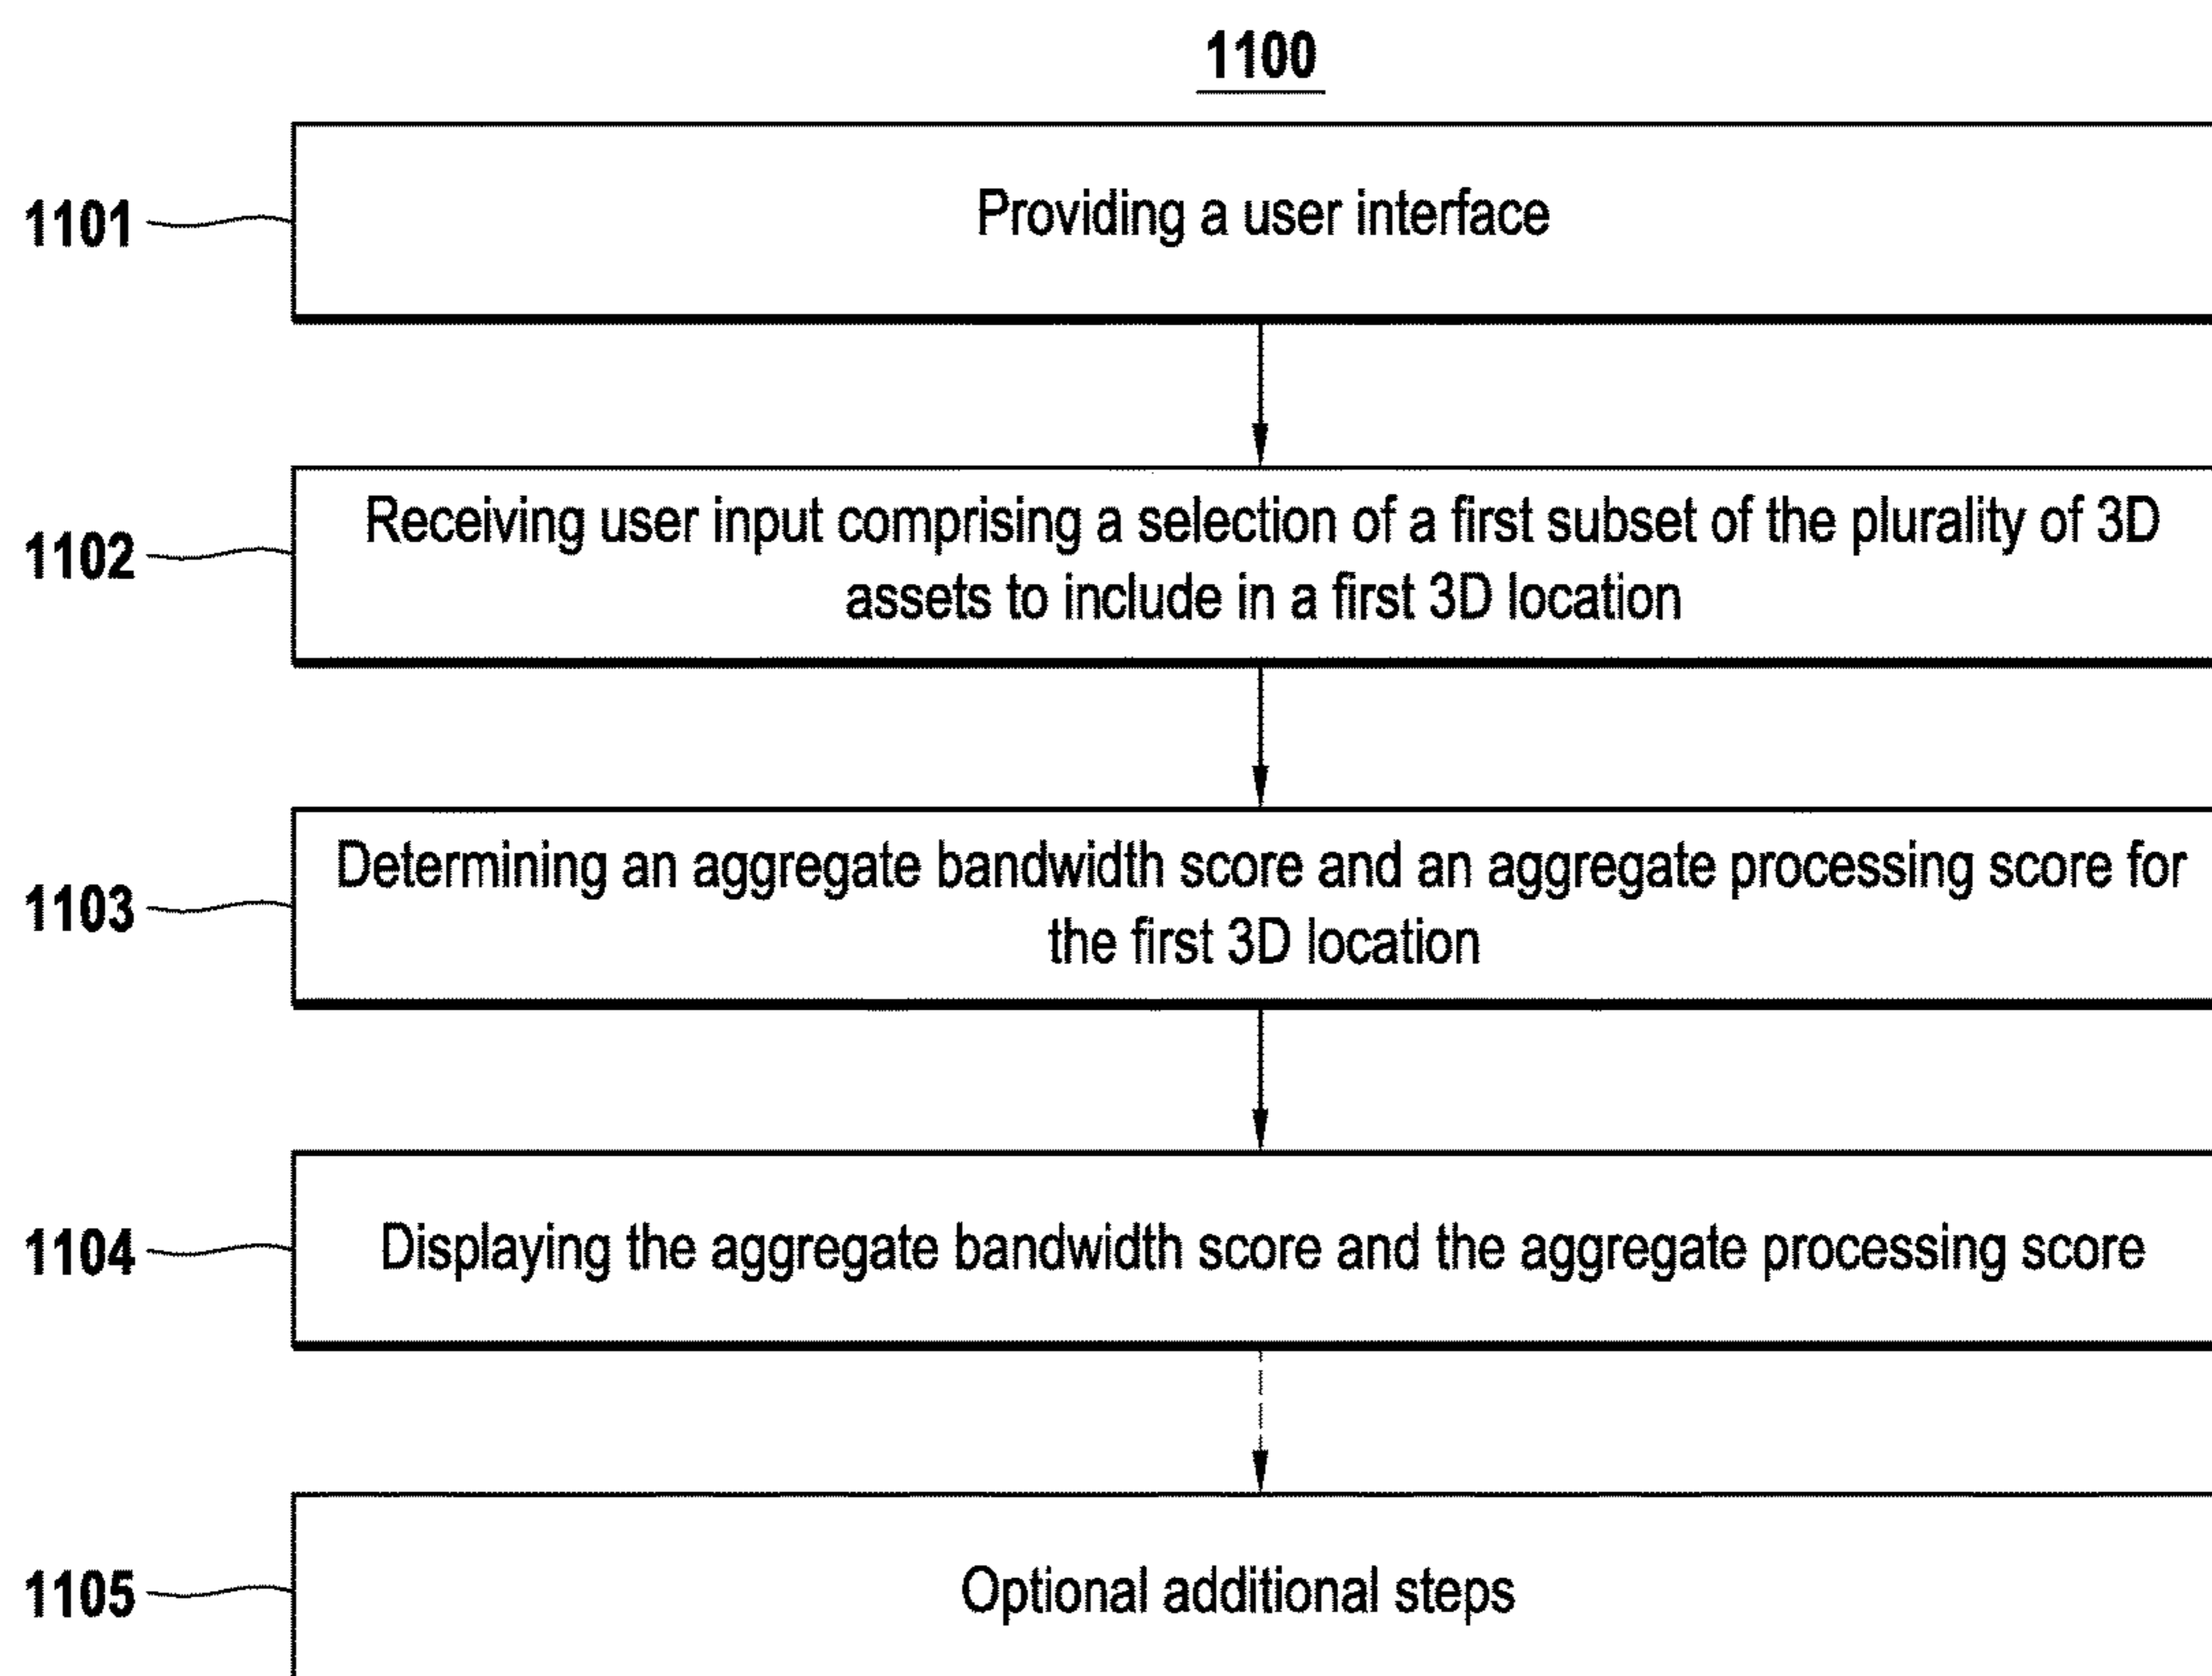 1100
1101
Providing a user interface
1102
Receiving user input comprising a selection of a first subset of the plurality of 3D
assets to include in a first 3D location
1103
Determining an aggregate bandwidth score and an aggregate processing score for
the first 3D location
1104
Displaying the aggregate bandwidth score and the aggregate processing score
1105
Optional additional steps